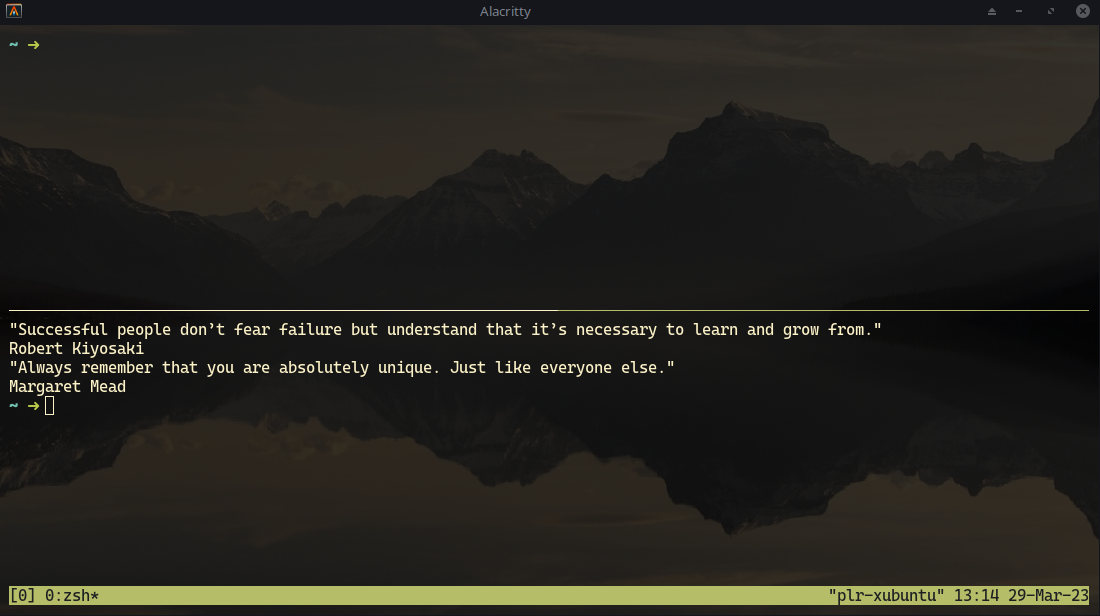 Alacritty
~ ➜
"Successful people don’t fear failure but understand that it’s necessary to learn and grow from."
Robert Kiyosaki
"Always remember that you are absolutely unique. Just like everyone else."
Margaret Mead
~ ➜
[0] 0:zsh* "plr-xubuntu" 13:14 29-Mar-23